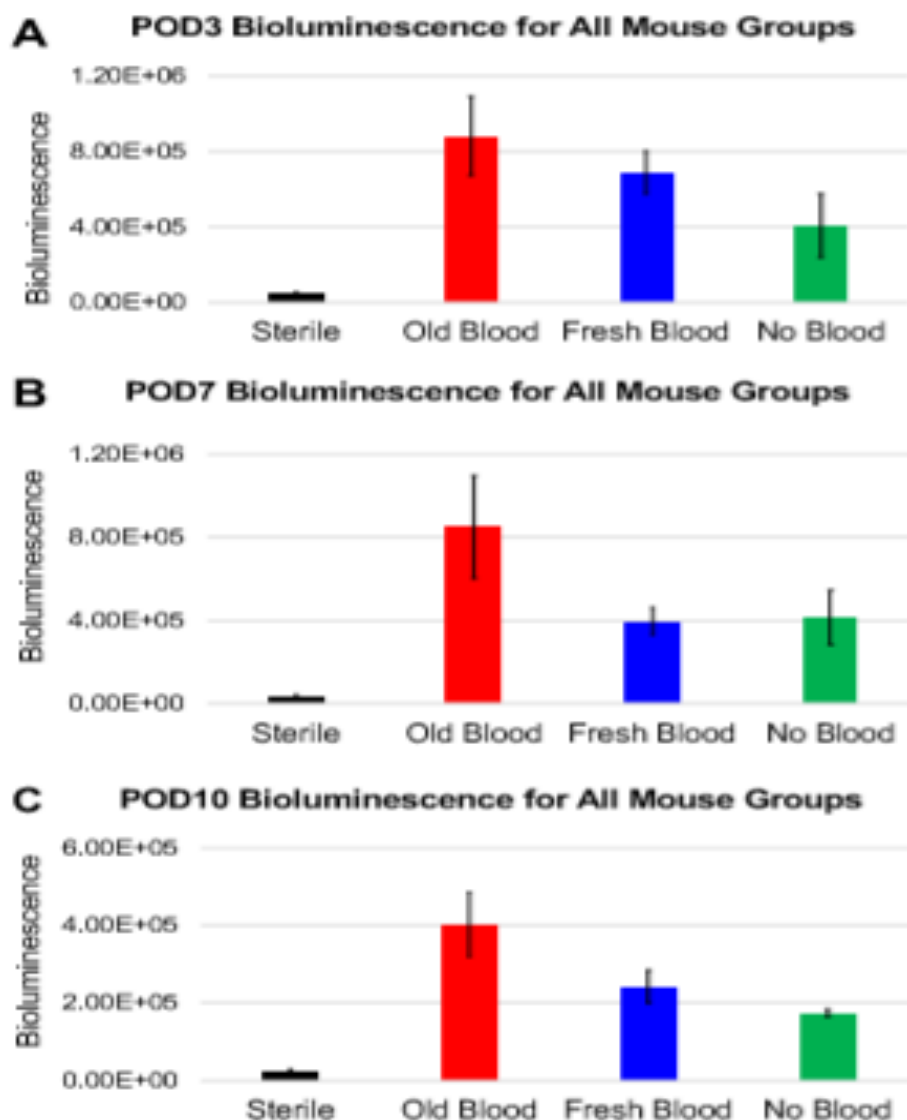 A POD3 Bioluminescence for All Mouse Groups
Bioluminescence
1.20E+06
8.00E+05
4.00E+05
0.00E+00
Sterile Old Blood Fresh Blood No Blood
B POD7 Bioluminescence for All Mouse Groups
Bioluminescence
1.20E+06
8.00E+05
4.00E+05
0.00E+00
Sterile Old Blood Fresh Blood No Blood
C POD10 Bioluminescence for All Mouse Groups
Bioluminescence
6.00E+05
4.00E+05
2.00E+05
0.00E+00
Sterile Old Blood Fresh Blood No Blood